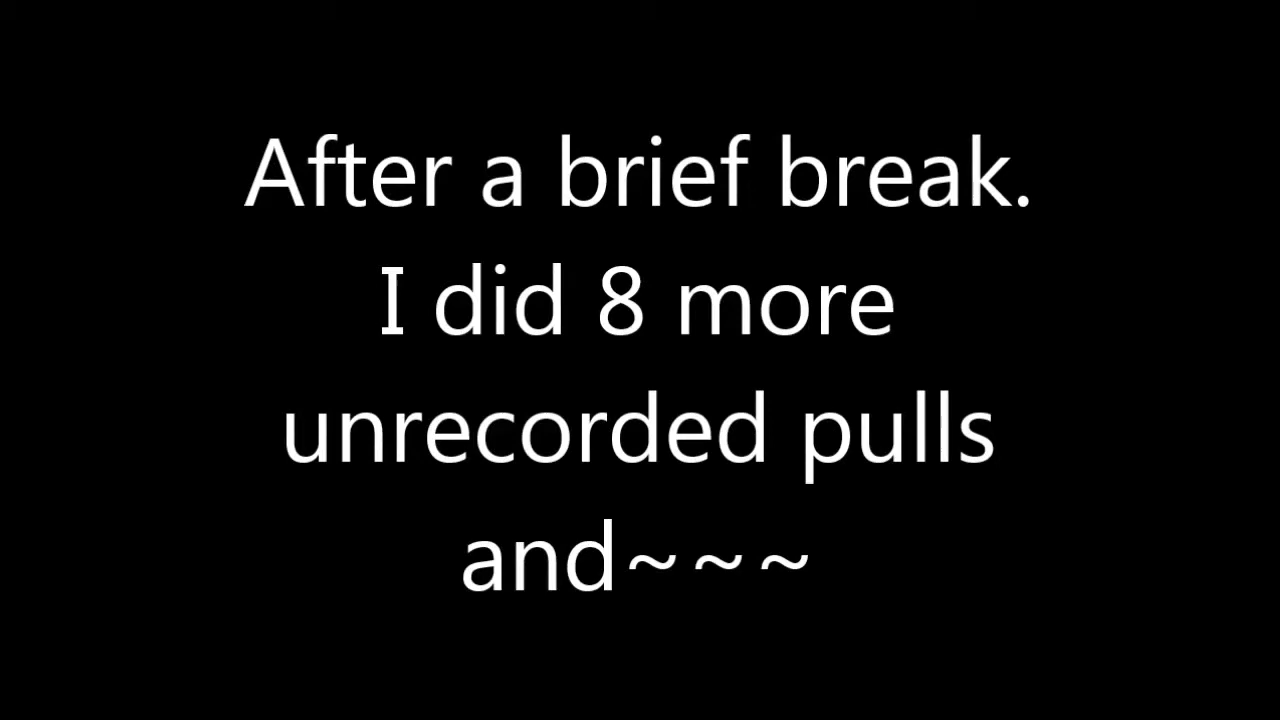 After a brief break.
I did 8 more
unrecorded pulls
and~~~